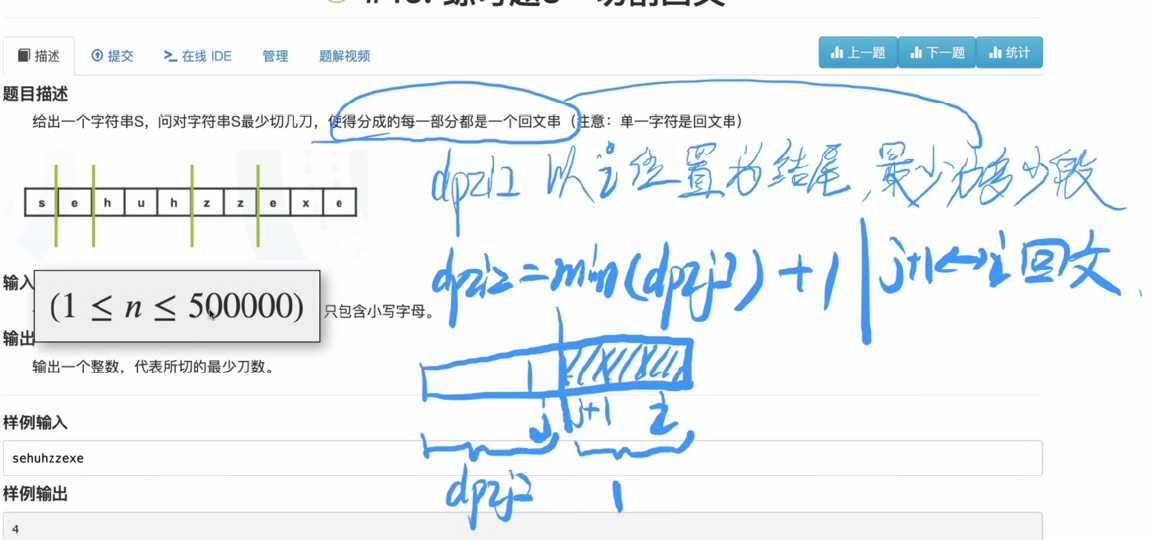 描述
提交
在线 IDE
管理
题解视频
上一题
下一题
统计
题目描述
给出一个字符串S，问对字符串S最少切几刀，使得分成的每一部分都是一个回文串（注意：单一字符是回文串）
s e h u h z z e x e
dp[i] 以 i 位置为结尾，最少为多少段
dp[i] = min(dp[j]) + 1 | j+1 ↔ i 回文
输入
(1 ≤ n ≤ 500000)
只包含小写字母。
输出
输出一个整数，代表所切的最少刀数。
j j+1 i
dp[j] 1
样例输入
sehuhzzexe
样例输出
4